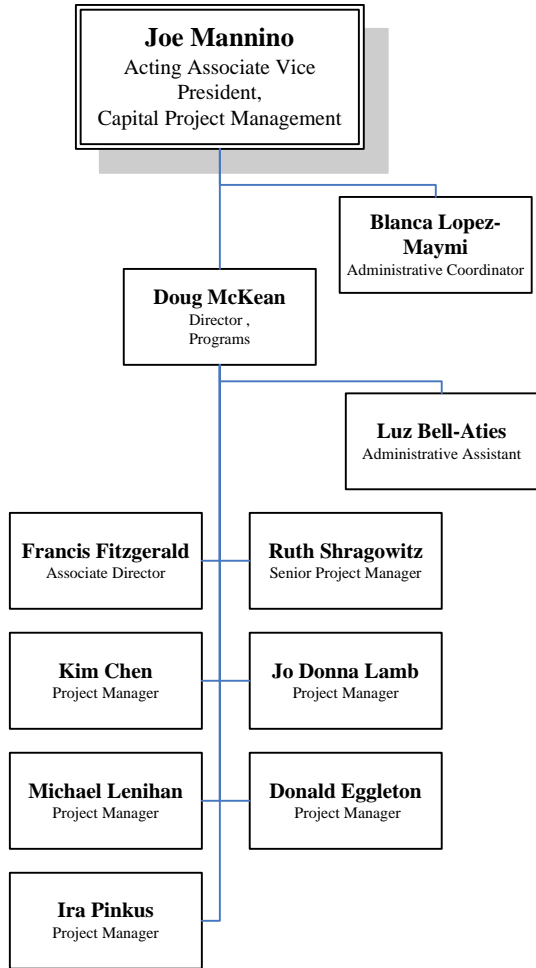 Joe Mannino
Acting Associate Vice
President,
Capital Project Management
Blanca Lopez-
Maymi
Administrative Coordinator
Doug McKean
Director ,
Programs
Luz Bell-Aties
Administrative Assistant
Francis Fitzgerald
Associate Director
Ruth Shragowitz
Senior Project Manager
Kim Chen
Project Manager
Jo Donna Lamb
Project Manager
Michael Lenihan
Project Manager
Donald Eggleton
Project Manager
Ira Pinkus
Project Manager